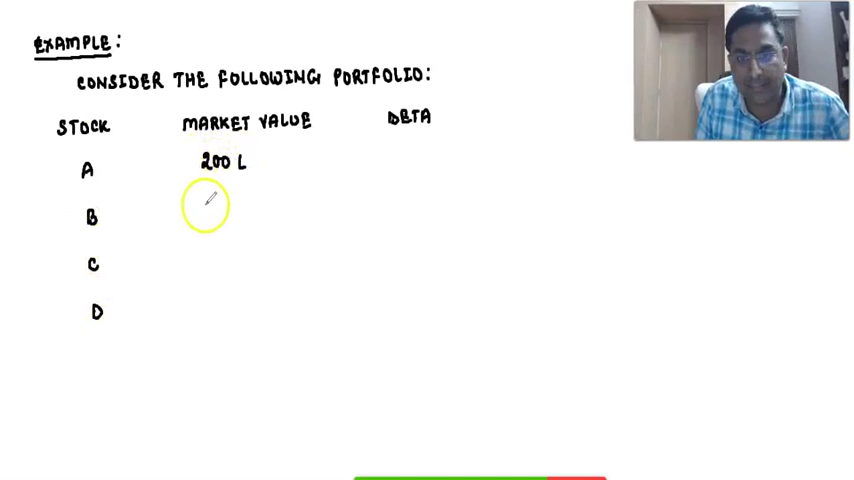 EXAMPLE:
CONSIDER THE FOLLOWING PORTFOLIO:
STOCK MARKET VALUE BETA
A 200 L
B
C
D